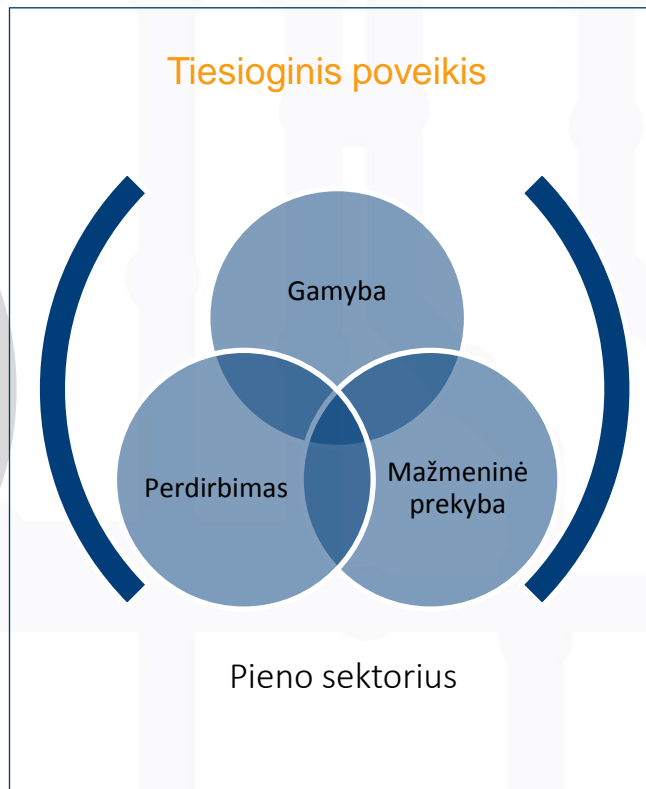 Tiesioginis poveikis
Gamyba
Perdirbimas
Mažmeninė
prekyba
Pieno sektorius